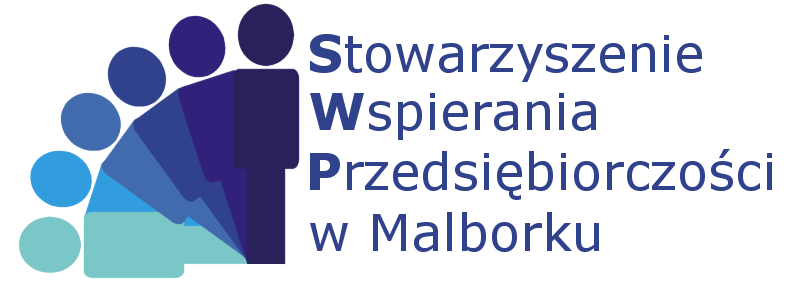 Stowarzyszenie
Wspierania
Przedsiębiorczości
w Malborku